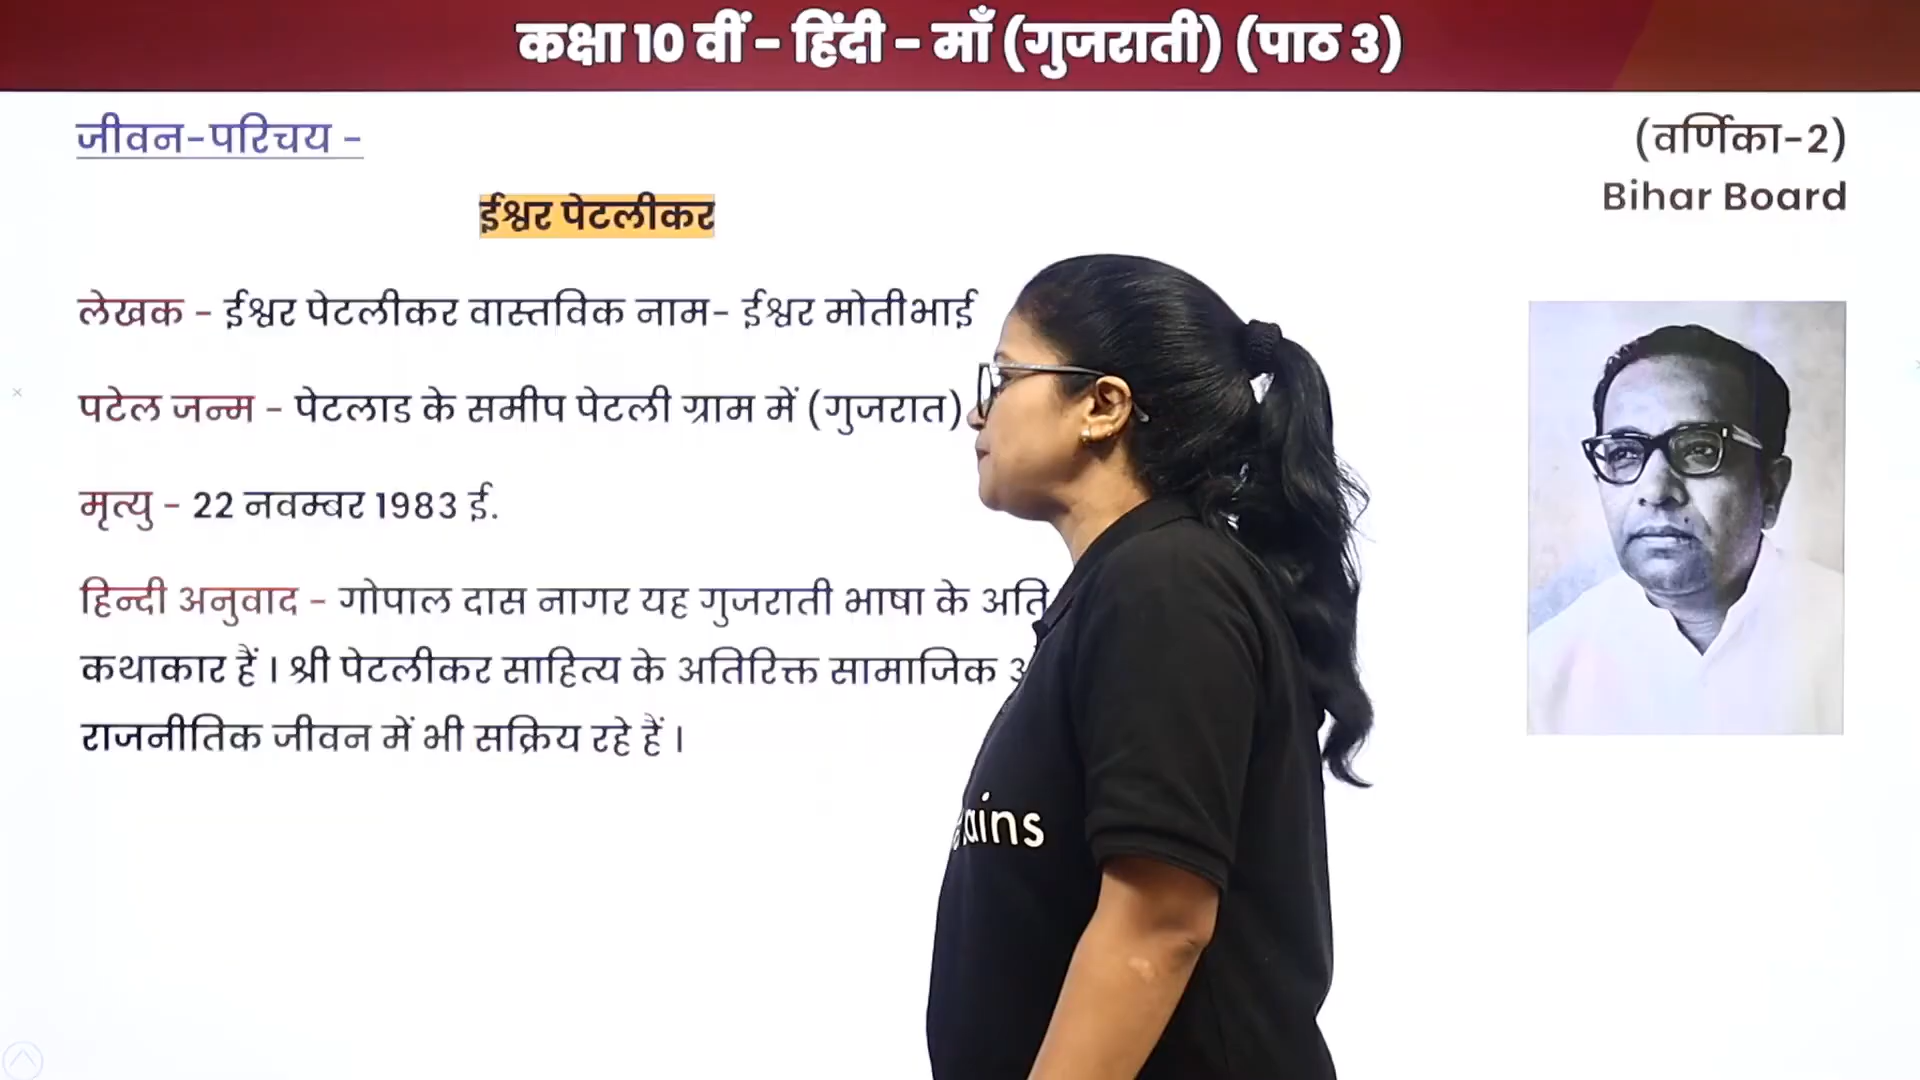 कक्षा 10 वीं - हिंदी - माँ (गुजराती) (पाठ 3)
जीवन-परिचय -
(वर्णिका-2)
Bihar Board
ईश्वर पेटलीकर
लेखक - ईश्वर पेटलीकर वास्तविक नाम- ईश्वर मोतीभाई
पटेल जन्म - पेटलाड के समीप पेटली ग्राम में (गुजरात)
मृत्यु - 22 नवम्बर 1983 ई.
हिन्दी अनुवाद - गोपाल दास नागर यह गुजराती भाषा के
कथाकार हैं । श्री पेटलीकर साहित्य के अतिरिक्त सामाजिक
राजनीतिक जीवन में भी सक्रिय रहे हैं ।